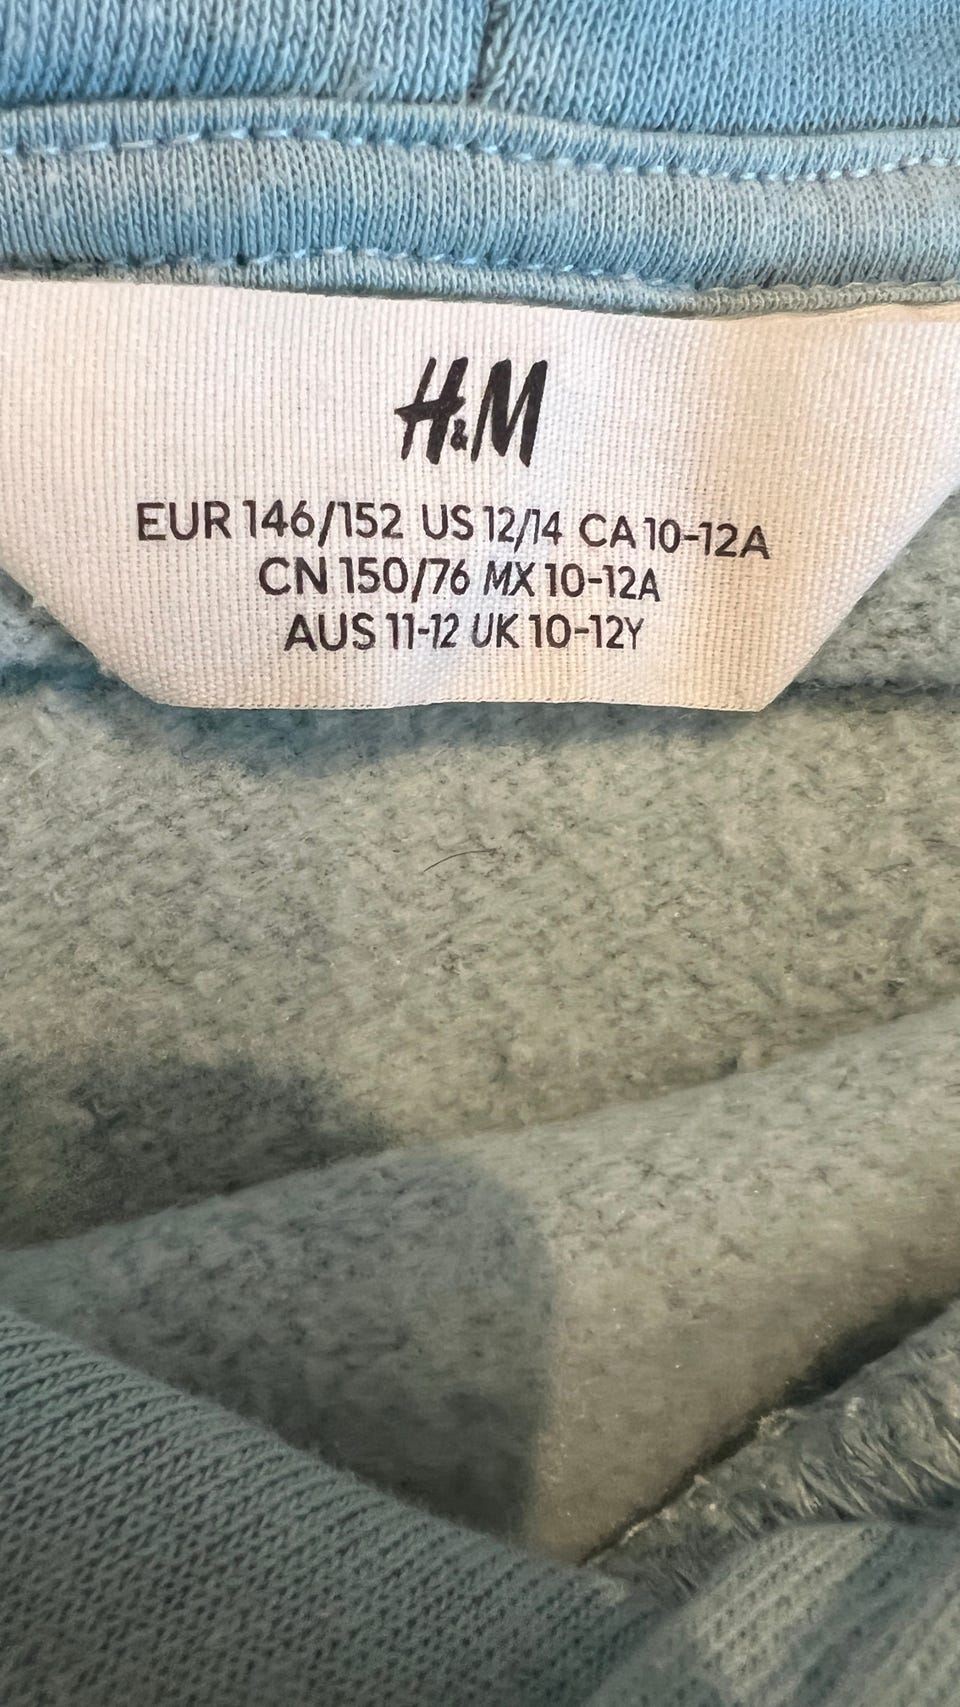 H&M
EUR 146/152 US 12/14 CA 10-12A
CN 150/76 MX 10-12A
AUS 11-12 UK 10-12Y